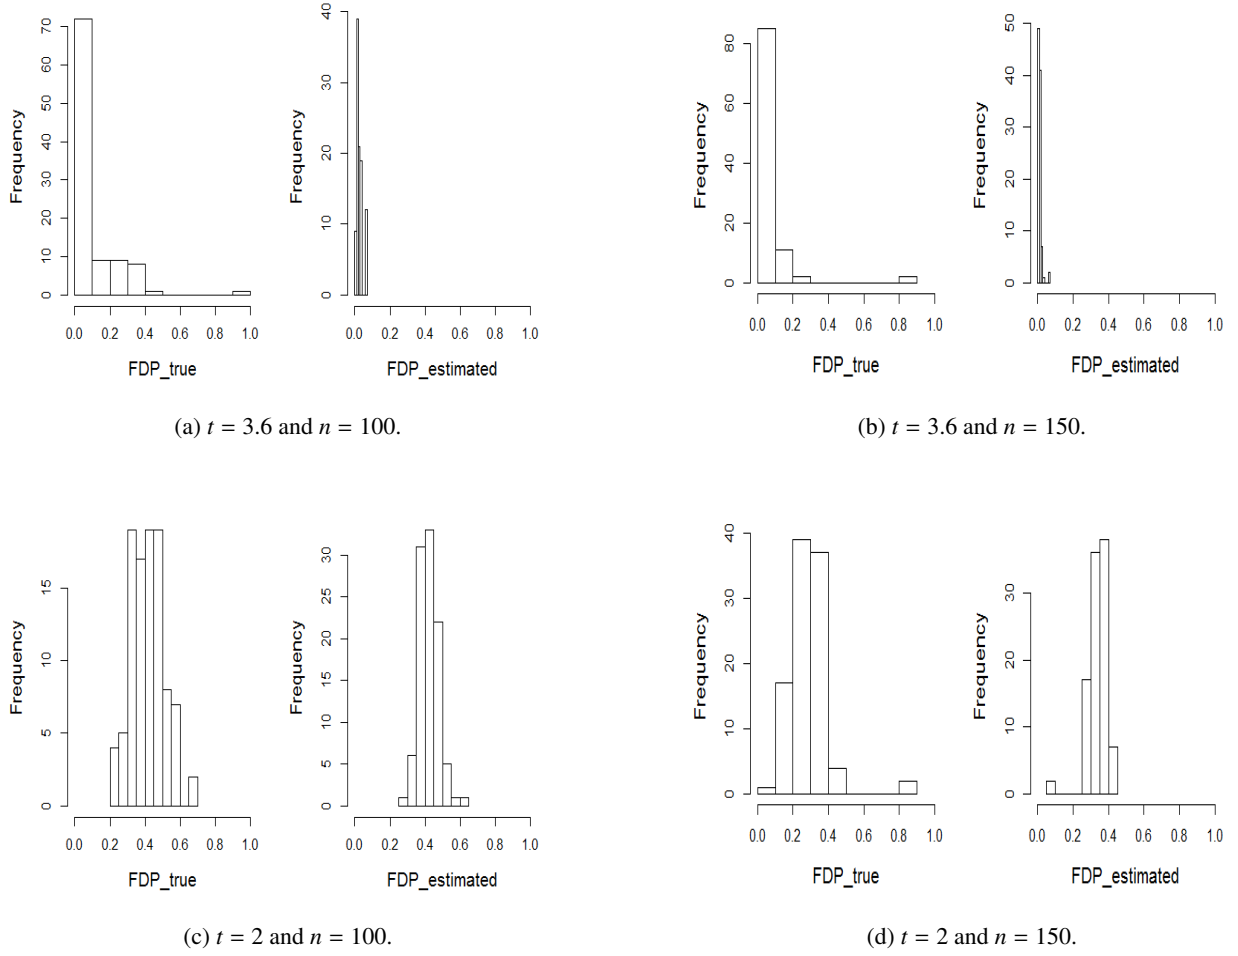 Frequency
0 10 20 30 40 50 60 70
0.0 0.2 0.4 0.6 0.8 1.0
FDP_true
Frequency
0 10 20 30 40
0.0 0.2 0.4 0.6 0.8 1.0
FDP_estimated
(a) t = 3.6 and n = 100.
Frequency
0 20 40 60 80
0.0 0.2 0.4 0.6 0.8 1.0
FDP_true
Frequency
0 10 20 30 40 50
0.0 0.2 0.4 0.6 0.8 1.0
FDP_estimated
(b) t = 3.6 and n = 150.
Frequency
0 5 10 15
0.0 0.2 0.4 0.6 0.8 1.0
FDP_true
Frequency
0 5 10 15 20 25 30
0.0 0.2 0.4 0.6 0.8 1.0
FDP_estimated
(c) t = 2 and n = 100.
Frequency
0 10 20 30 40
0.0 0.2 0.4 0.6 0.8 1.0
FDP_true
Frequency
0 10 20 30
0.0 0.2 0.4 0.6 0.8 1.0
FDP_estimated
(d) t = 2 and n = 150.